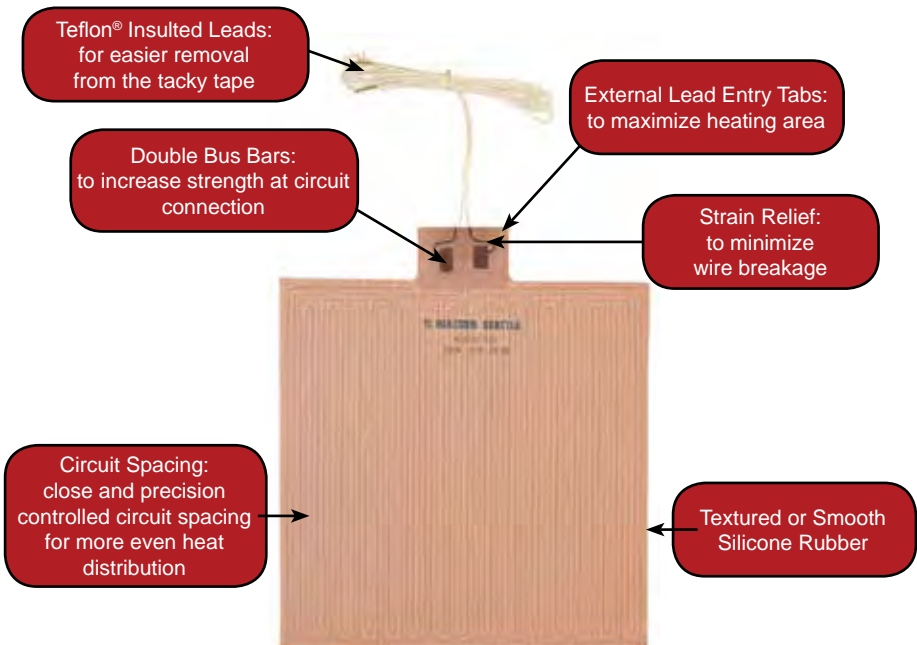 Teflon® Insulted Leads:
for easier removal
from the tacky tape
External Lead Entry Tabs:
to maximize heating area
Double Bus Bars:
to increase strength at circuit
connection
Strain Relief:
to minimize
wire breakage
Circuit Spacing:
close and precision
controlled circuit spacing
for more even heat
distribution
Textured or Smooth
Silicone Rubber